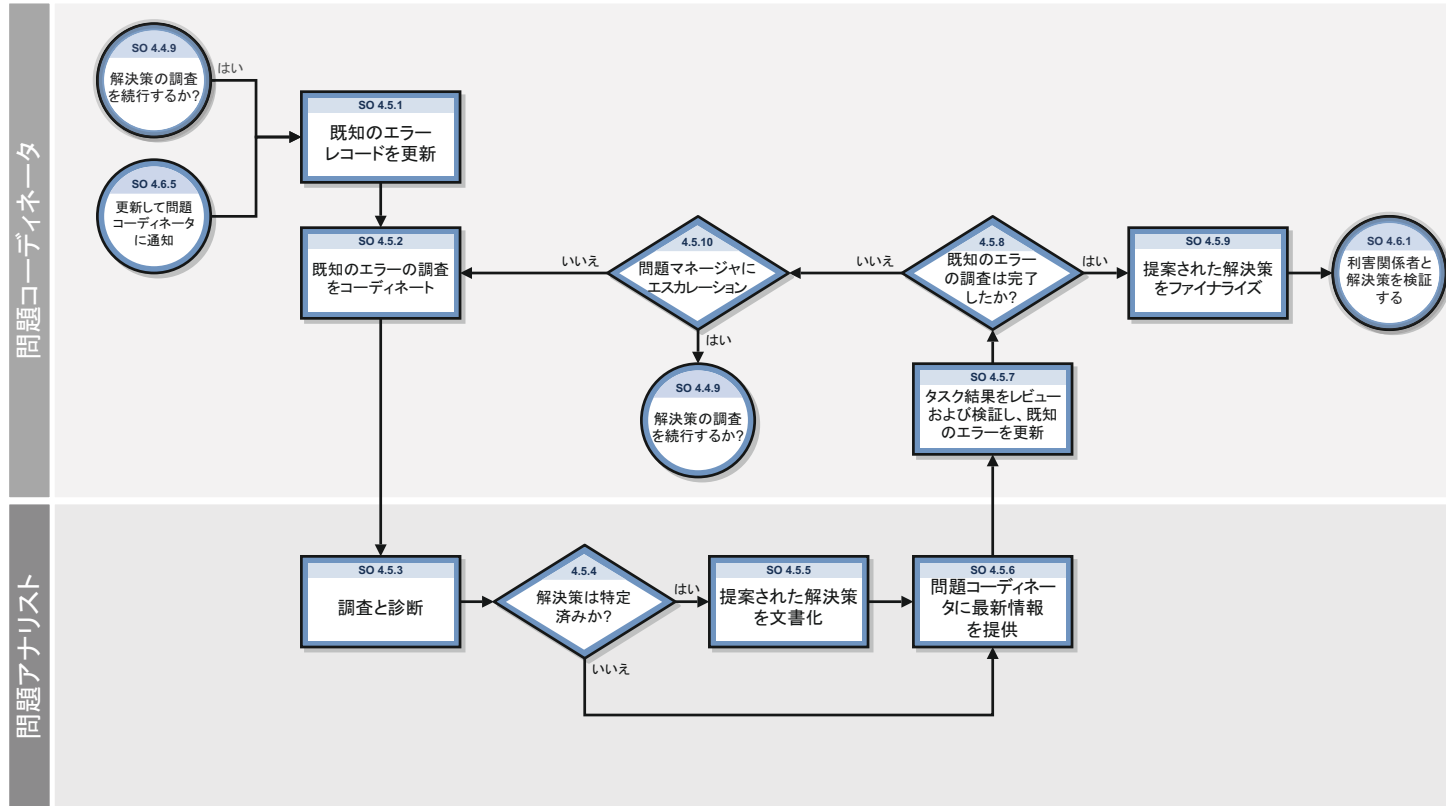 問題コーディネータ
SO 4.4.9
解決策の調査
を続行するか?
はい
SO 4.6.5
更新して問題
コーディネータ
に通知
SO 4.5.1
既知のエラー
レコードを更新
SO 4.5.2
既知のエラーの調査
をコーディネート
いいえ
4.5.10
問題マネージャに
エスカレーション
はい
SO 4.4.9
解決策の調査
を続行するか?
いいえ
4.5.8
既知のエラー
の調査は完了
したか?
はい
SO 4.5.9
提案された解決策
をファイナライズ
SO 4.6.1
利害関係者と
解決策を検証
する
SO 4.5.7
タスク結果をレビュー
および検証し、既知
のエラーを更新
問題アナリスト
SO 4.5.3
調査と診断
4.5.4
解決策は特定
済みか?
はい
いいえ
SO 4.5.5
提案された解決策
を文書化
SO 4.5.6
問題コーディネー
タに最新情報
を提供